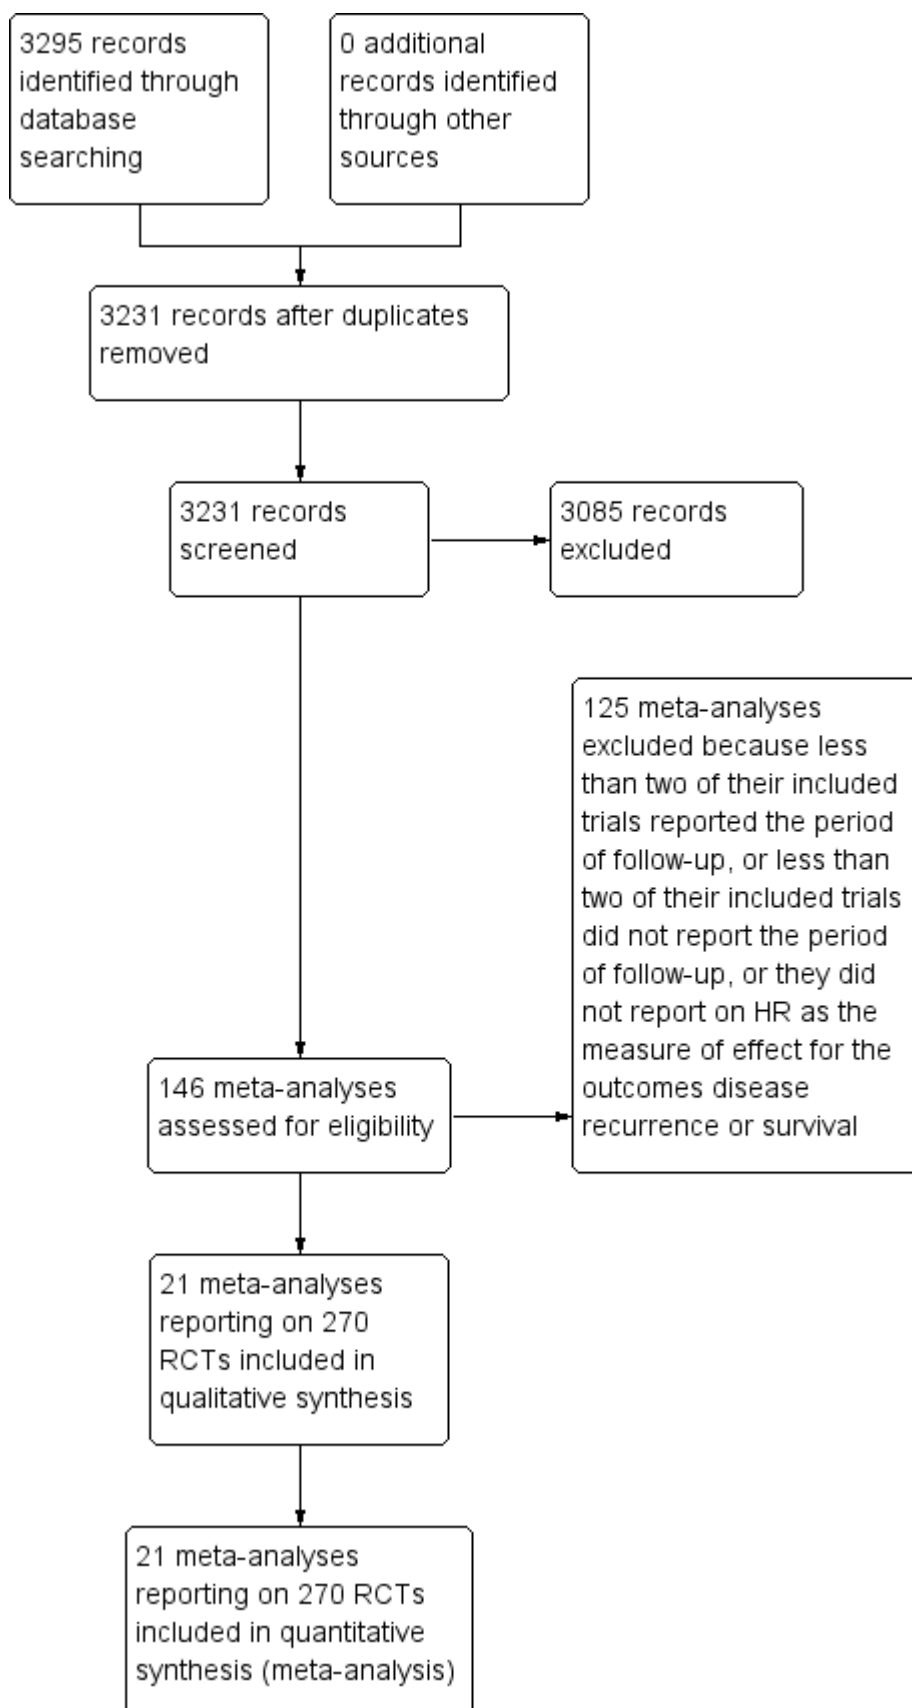 3295 records
identified through
database
searching
0 additional
records identified
through other
sources
3231 records after duplicates
removed
3231 records
screened
3085 records
excluded
125 meta-analyses
excluded because less
than two of their included
trials reported the period
of follow-up, or less than
two of their included trials
did not report the period
of follow-up, or they did
not report on HR as the
measure of effect for the
outcomes disease
recurrence or survival
146 meta-analyses
assessed for eligibility
21 meta-analyses
reporting on 270
RCTs included in
qualitative synthesis
21 meta-analyses
reporting on 270 RCTs
included in quantitative
synthesis (meta-analysis)